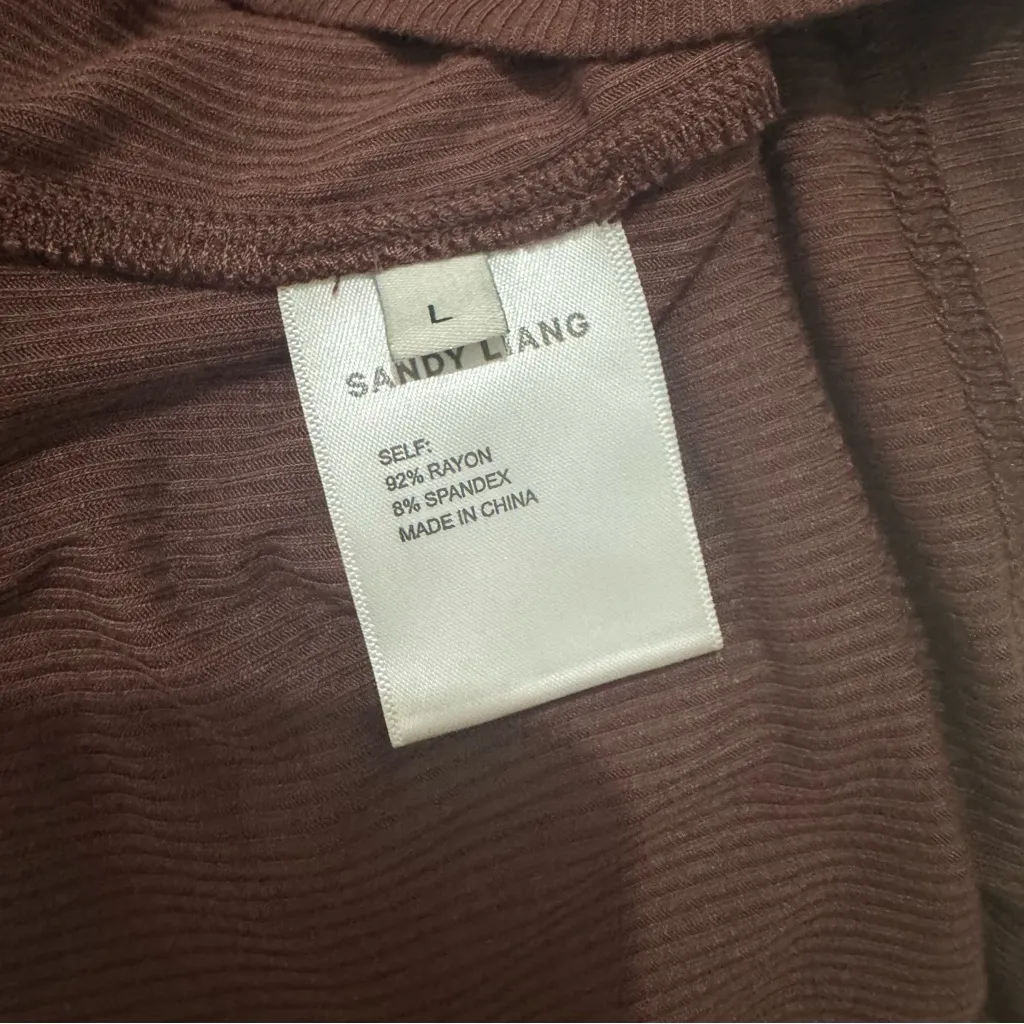 L
SANDY LIANG
SELF:
92% RAYON
8% SPANDEX
MADE IN CHINA